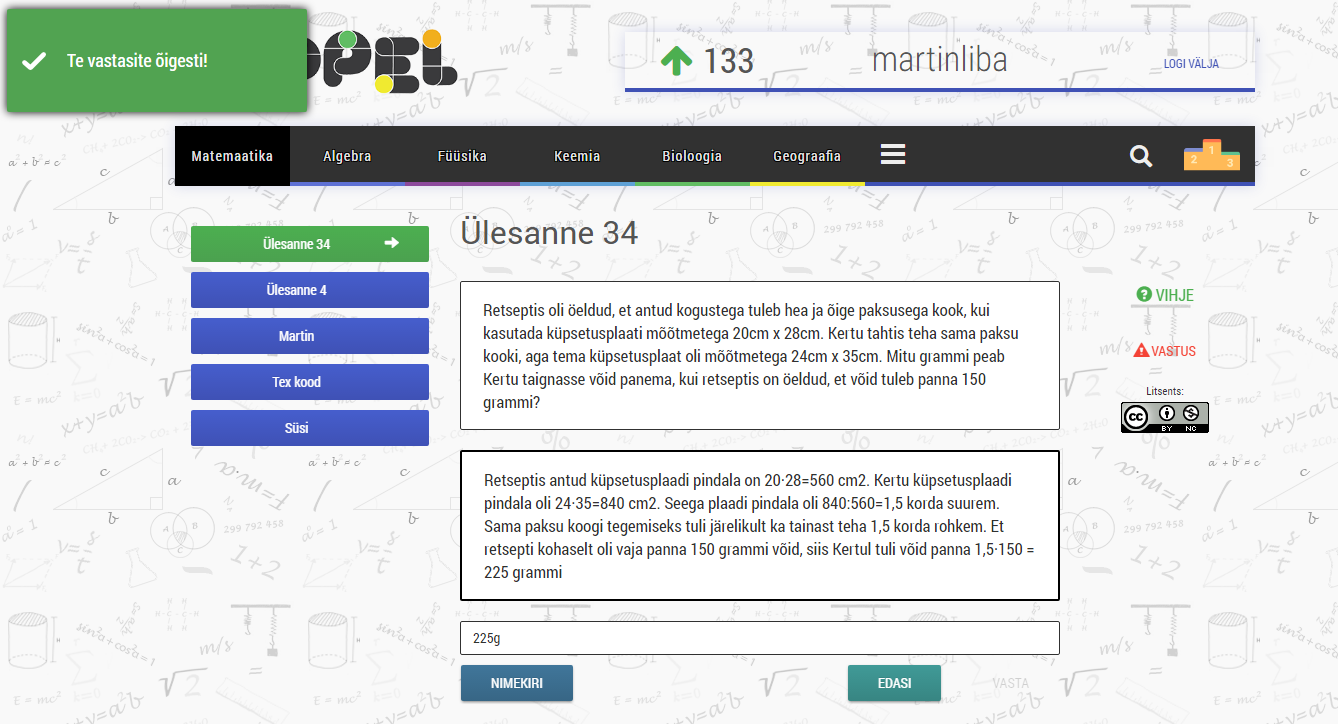 Te vastasite õigesti!
133
martinliba
LOGI VÄLJA
Matemaatika
Algebra
Füüsika
Keemia
Bioloogia
Geograafia
2
1
3
Ülesanne 34
Ülesanne 4
Martin
Tex kood
Süsi
Ülesanne 34
Retseptis oli öeldud, et antud kogustega tuleb hea ja õige paksusega kook, kui
kasutada küpsetusplaati mõõtmetega 20cm x 28cm. Kertu tahtis teha sama paksu
kooki, aga tema küpsetusplaat oli mõõtmetega 24cm x 35cm. Mitu grammi peab
Kertu taignasse võid panema, kui retseptis on öeldud, et võid tuleb panna 150
grammi?
Retseptis antud küpsetusplaadi pindala on 20·28=560 cm2. Kertu küpsetusplaadi
pindala oli 24·35=840 cm2. Seega plaadi pindala oli 840:560=1,5 korda suurem.
Sama paksu koogi tegemiseks tuli järelikult ka tainast teha 1,5 korda rohkem. Et
retsepti kohaselt oli vaja panna 150 grammi võid, siis Kertul tuli võid panna 1,5·150 =
225 grammi
225g
NIMEKIRI
EDASI
VASTA
VIHJE
VASTUS
Litsents:
cc
BY NC